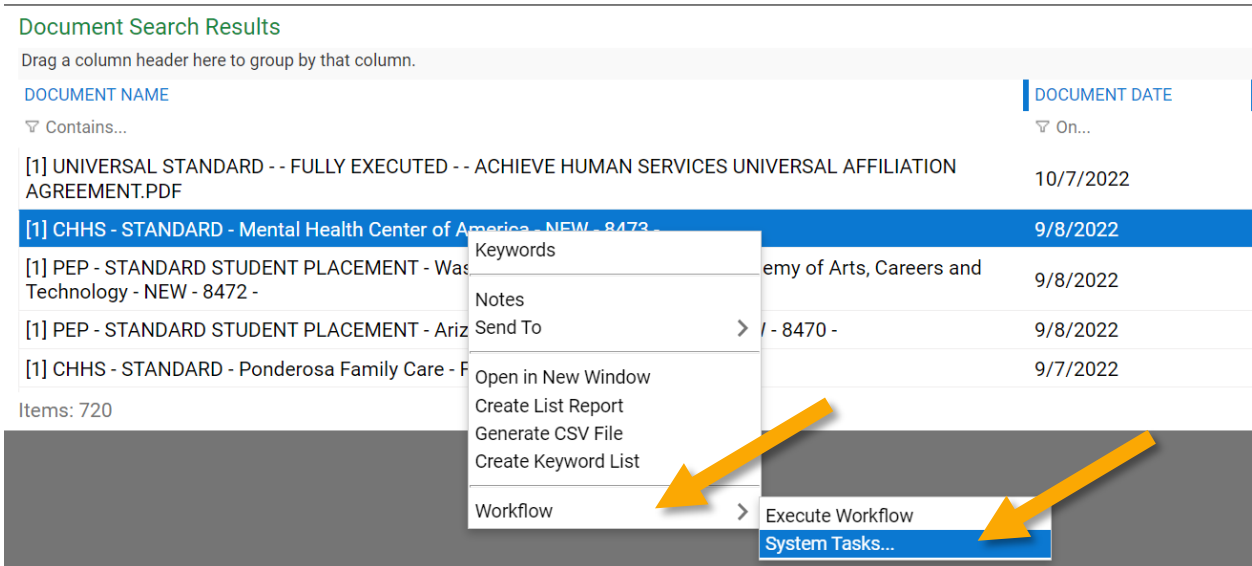 Document Search Results
Drag a column header here to group by that column.
DOCUMENT NAME DOCUMENT DATE
Contains... On...
[1] UNIVERSAL STANDARD - - FULLY EXECUTED - - ACHIEVE HUMAN SERVICES UNIVERSAL AFFILIATION
AGREEMENT.PDF 10/7/2022
[1] CHHS - STANDARD - Mental Health Center of America - NEW - 8473 - 9/8/2022
Keywords
[1] PEP - STANDARD STUDENT PLACEMENT - Was emy of Arts, Careers and
Technology - NEW - 8472 - 9/8/2022
Notes
Send To
[1] PEP - STANDARD STUDENT PLACEMENT - Ariz - 8470 - 9/8/2022
[1] CHHS - STANDARD - Ponderosa Family Care - 9/7/2022
Open in New Window
Create List Report
Items: 720
Generate CSV File
Create Keyword List
Workflow
Execute Workflow
System Tasks...